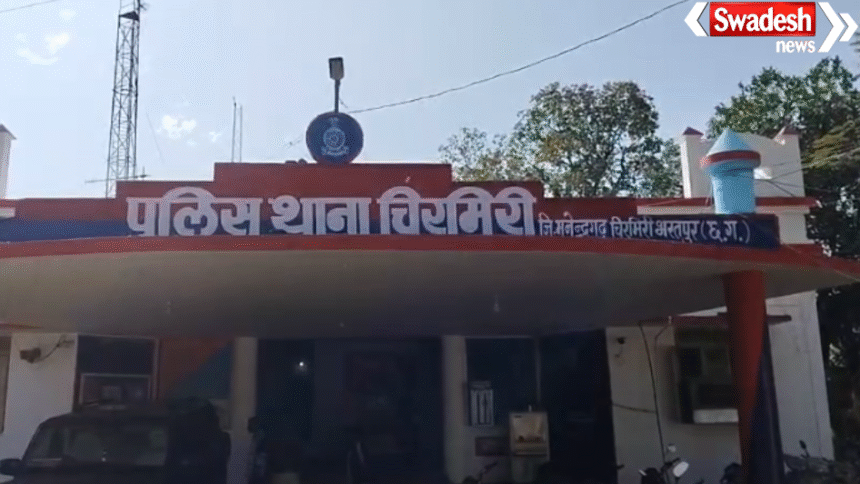 Swadesh
news
पुलिस थाना चिरमिरी जि.मनेन्द्रगढ़ चिरमिरी भरतपुर (छ.ग.)